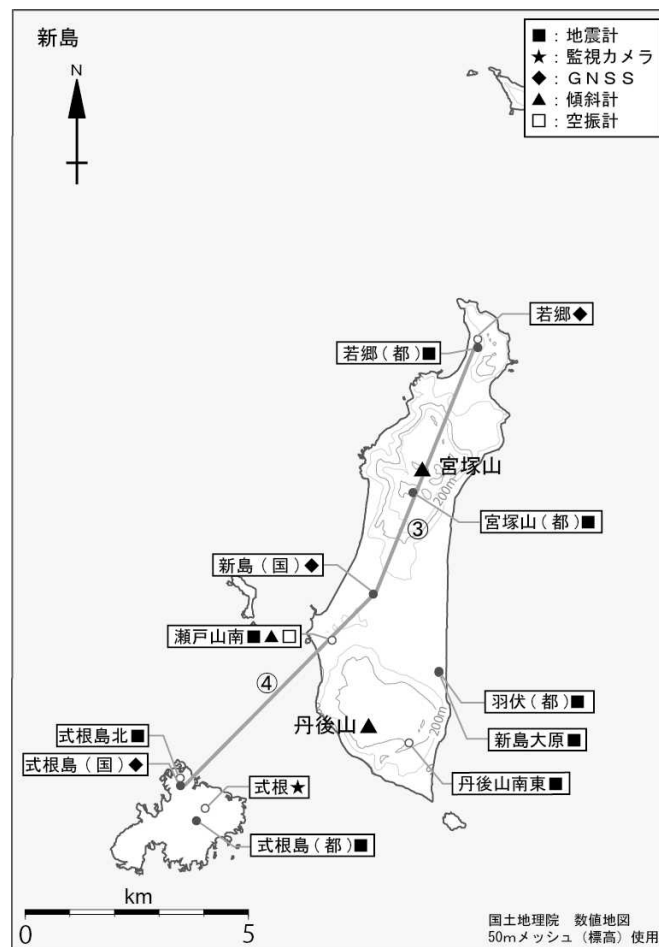 新島
N
■：地震計
★：監視カメラ
◆：ＧＮＳＳ
▲：傾斜計
□：空振計
若郷◆
若郷（都）■
宮塚山
200m
宮塚山（都）■
③
新島（国）◆
瀬戸山南■▲□
④
羽伏（都）■
200m
丹後山
新島大原■
式根島北■
式根島（国）◆
式根★
丹後山南東■
式根島（都）■
km
0 5
国土地理院　数値地図
50mメッシュ（標高）使用